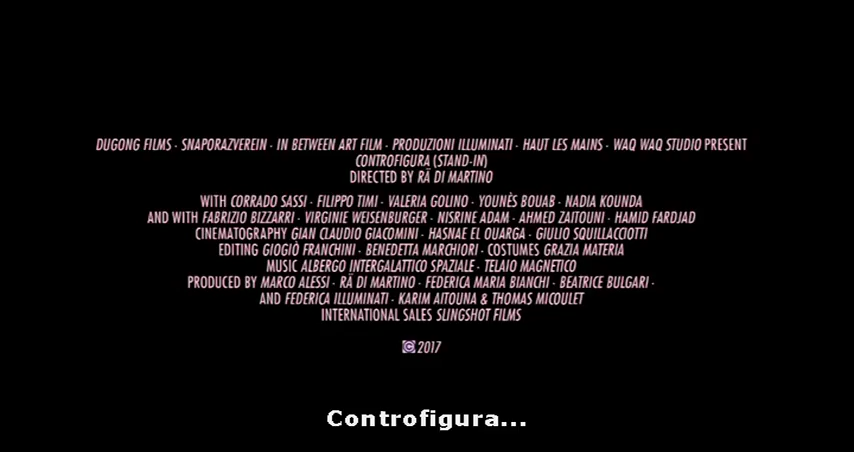 DUGONG FILMS · SNAPORAZVEREIN · IN BETWEEN ART FILM · PRODUZIONI ILLUMINATI · HAUT LES MAINS · WAQ WAQ STUDIO PRESENT
CONTROFIGURA (STAND-IN)
DIRECTED BY RÄ DI MARTINO
WITH CORRADO SASSI · FILIPPO TIMI · VALERIA GOLINO · YOUNÈS BOUAB · NADIA KOUNDA
AND WITH FABRIZIO BIZZARRI · VIRGINIE WEISENBURGER · NISRINE ADAM · AHMED ZAITOUNI · HAMID FARDJAD
CINEMATOGRAPHY GIAN CLAUDIO GIACOMINI · HASNAE EL OUARGA · GIULIO SQUILLACCIOTTI
EDITING GIOGIÒ FRANCHINI · BENEDETTA MARCHIORI · COSTUMES GRAZIA MATERIA
MUSIC ALBERGO INTERGALATTICO SPAZIALE · TELAIO MAGNETICO
PRODUCED BY MARCO ALESSI · RÄ DI MARTINO · FEDERICA MARIA BIANCHI · BEATRICE BULGARI ·
AND FEDERICA ILLUMINATI · KARIM AITOUNA & THOMAS MICOULET
INTERNATIONAL SALES SLINGSHOT FILMS
© 2017
Controfigura...